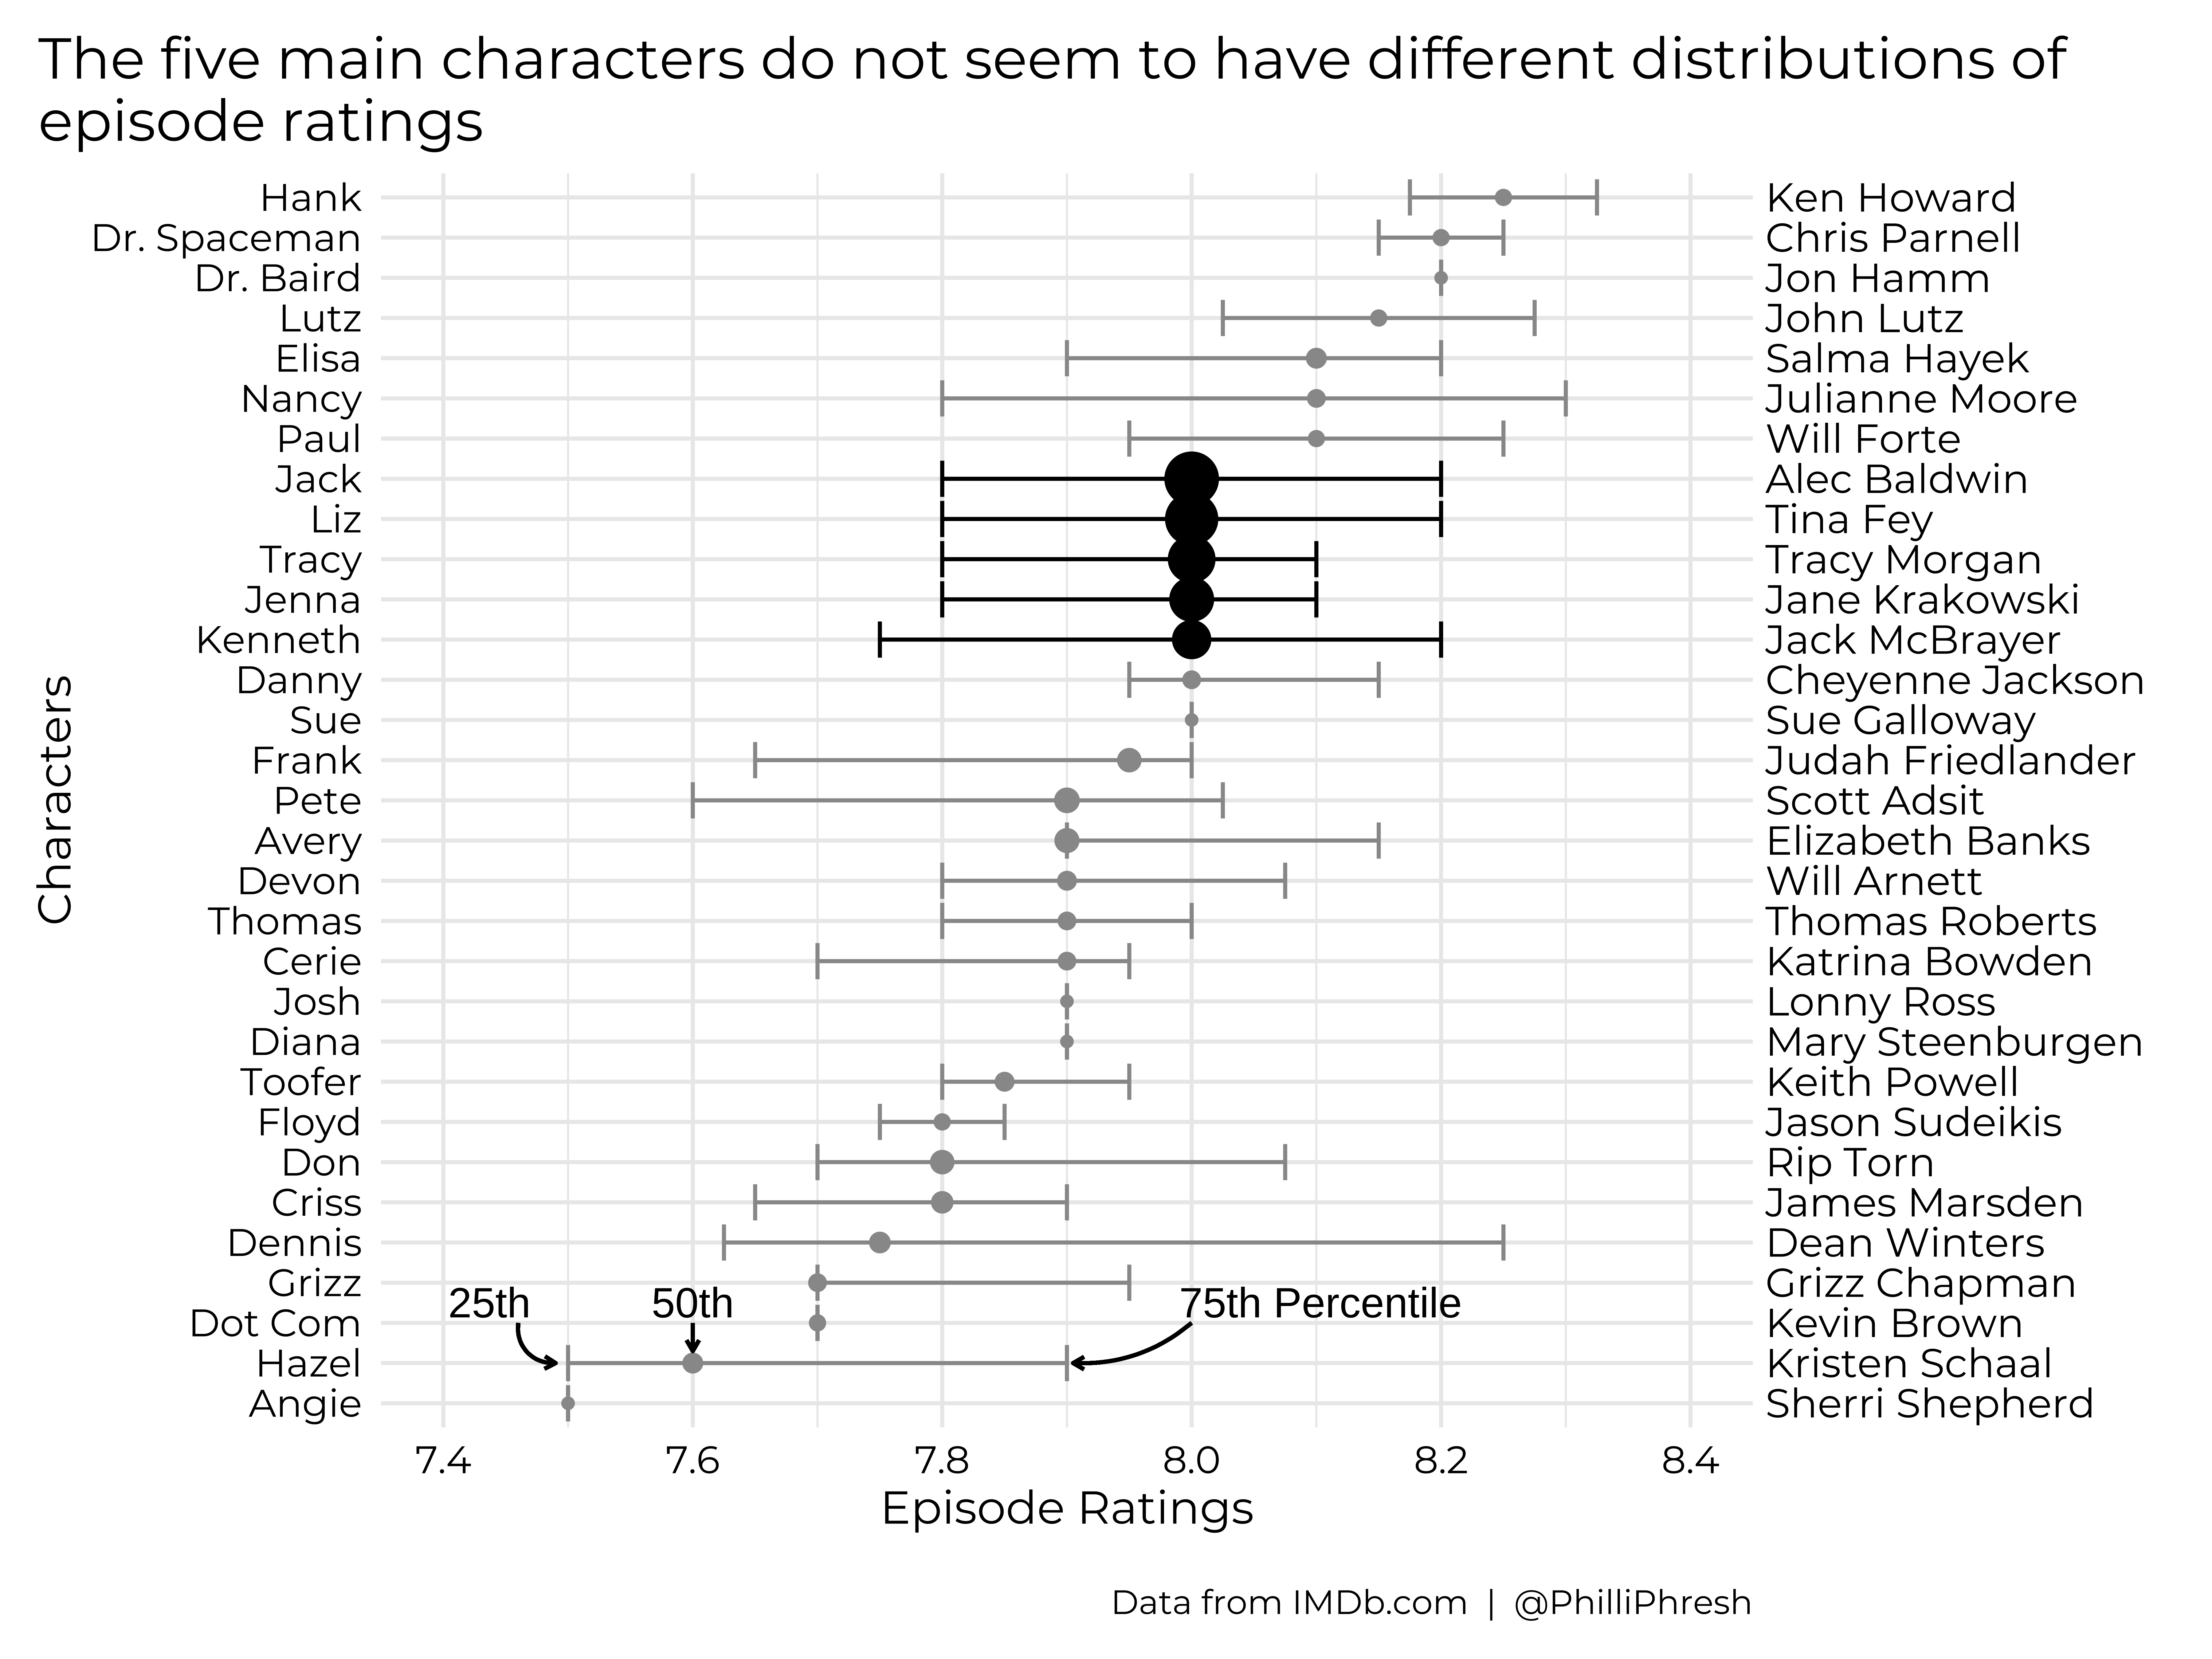 The five main characters do not seem to have different distributions of
episode ratings
Characters
Hank Ken Howard
Dr. Spaceman Chris Parnell
Dr. Baird Jon Hamm
Lutz John Lutz
Elisa Salma Hayek
Nancy Julianne Moore
Paul Will Forte
Jack Alec Baldwin
Liz Tina Fey
Tracy Tracy Morgan
Jenna Jane Krakowski
Kenneth Jack McBrayer
Danny Cheyenne Jackson
Sue Sue Galloway
Frank Judah Friedlander
Pete Scott Adsit
Avery Elizabeth Banks
Devon Will Arnett
Thomas Thomas Roberts
Cerie Katrina Bowden
Josh Lonny Ross
Diana Mary Steenburgen
Toofer Keith Powell
Floyd Jason Sudeikis
Don Rip Torn
Criss James Marsden
Dennis Dean Winters
Grizz Grizz Chapman
25th 50th 75th Percentile
Dot Com Kevin Brown
Hazel Kristen Schaal
Angie Sherri Shepherd
7.4 7.6 7.8 8.0 8.2 8.4
Episode Ratings
Data from IMDb.com | @PhilliPhresh